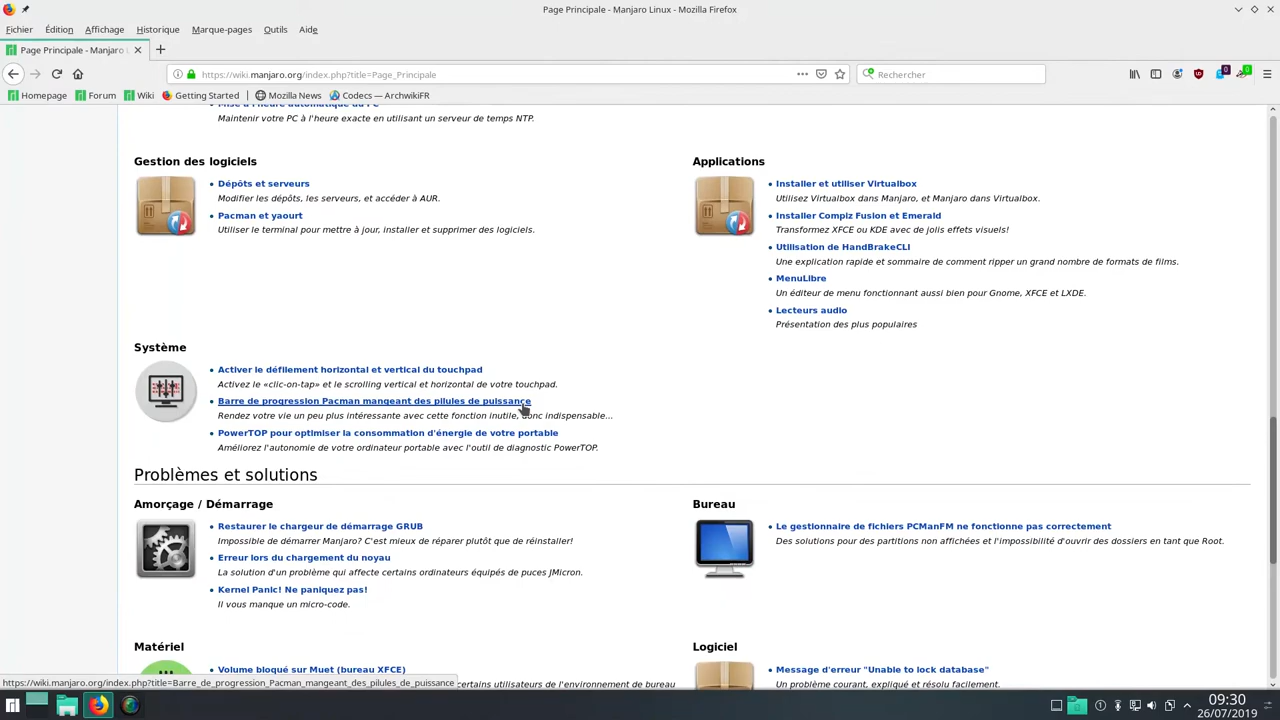 Page Principale - Manjaro Linux - Mozilla Firefox
Fichier Édition Affichage Historique Marque-pages Outils Aide
Page Principale - Manjaro L
https://wiki.manjaro.org/index.php?title=Page_Principale
Rechercher
Homepage Forum Wiki Getting Started Mozilla News Codecs — ArchwikiFR
Mise à l'heure automatique du PC
Maintenir votre PC à l'heure exacte en utilisant un serveur de temps NTP.
Gestion des logiciels
Dépôts et serveurs
Modifier les dépôts, les serveurs, et accéder à AUR.
Pacman et yaourt
Utiliser le terminal pour mettre à jour, installer et supprimer des logiciels.
Applications
Installer et utiliser Virtualbox
Utilisez Virtualbox dans Manjaro, et Manjaro dans Virtualbox.
Installer Compiz Fusion et Emerald
Transformez XFCE ou KDE avec de jolis effets visuels!
Utilisation de HandBrakeCLI
Une explication rapide et sommaire de comment ripper un grand nombre de formats de films.
MenuLibre
Un éditeur de menu fonctionnant aussi bien pour Gnome, XFCE et LXDE.
Lecteurs audio
Présentation des plus populaires
Système
Activer le défilement horizontal et vertical du touchpad
Activez le «clic-on-tap» et le scrolling vertical et horizontal de votre touchpad.
Barre de progression Pacman mangeant des pilules de puissance
Rendez votre vie un peu plus intéressante avec cette fonction inutile, donc indispensable...
PowerTOP pour optimiser la consommation d'énergie de votre portable
Améliorez l'autonomie de votre ordinateur portable avec l'outil de diagnostic PowerTOP.
Problèmes et solutions
Amorçage / Démarrage
Restaurer le chargeur de démarrage GRUB
Impossible de démarrer Manjaro? C'est mieux de réparer plutôt que de réinstaller!
Erreur lors du chargement du noyau
La solution d'un problème qui affecte certains ordinateurs équipés de puces JMicron.
Kernel Panic! Ne paniquez pas!
Il vous manque un micro-code.
Bureau
Le gestionnaire de fichiers PCManFM ne fonctionne pas correctement
Des solutions pour des partitions non affichées et l'impossibilité d'ouvrir des dossiers en tant que Root.
Matériel
Volume bloqué sur Muet (bureau XFCE)
certains utilisateurs de l'environnement de bureau
Logiciel
Message d'erreur "Unable to lock database"
Un problème courant, expliqué et résolu facilement.
https://wiki.manjaro.org/index.php?title=Barre_de_progression_Pacman_mangeant_des_pilules_de_puissance
0 0
09:30
26/07/2019